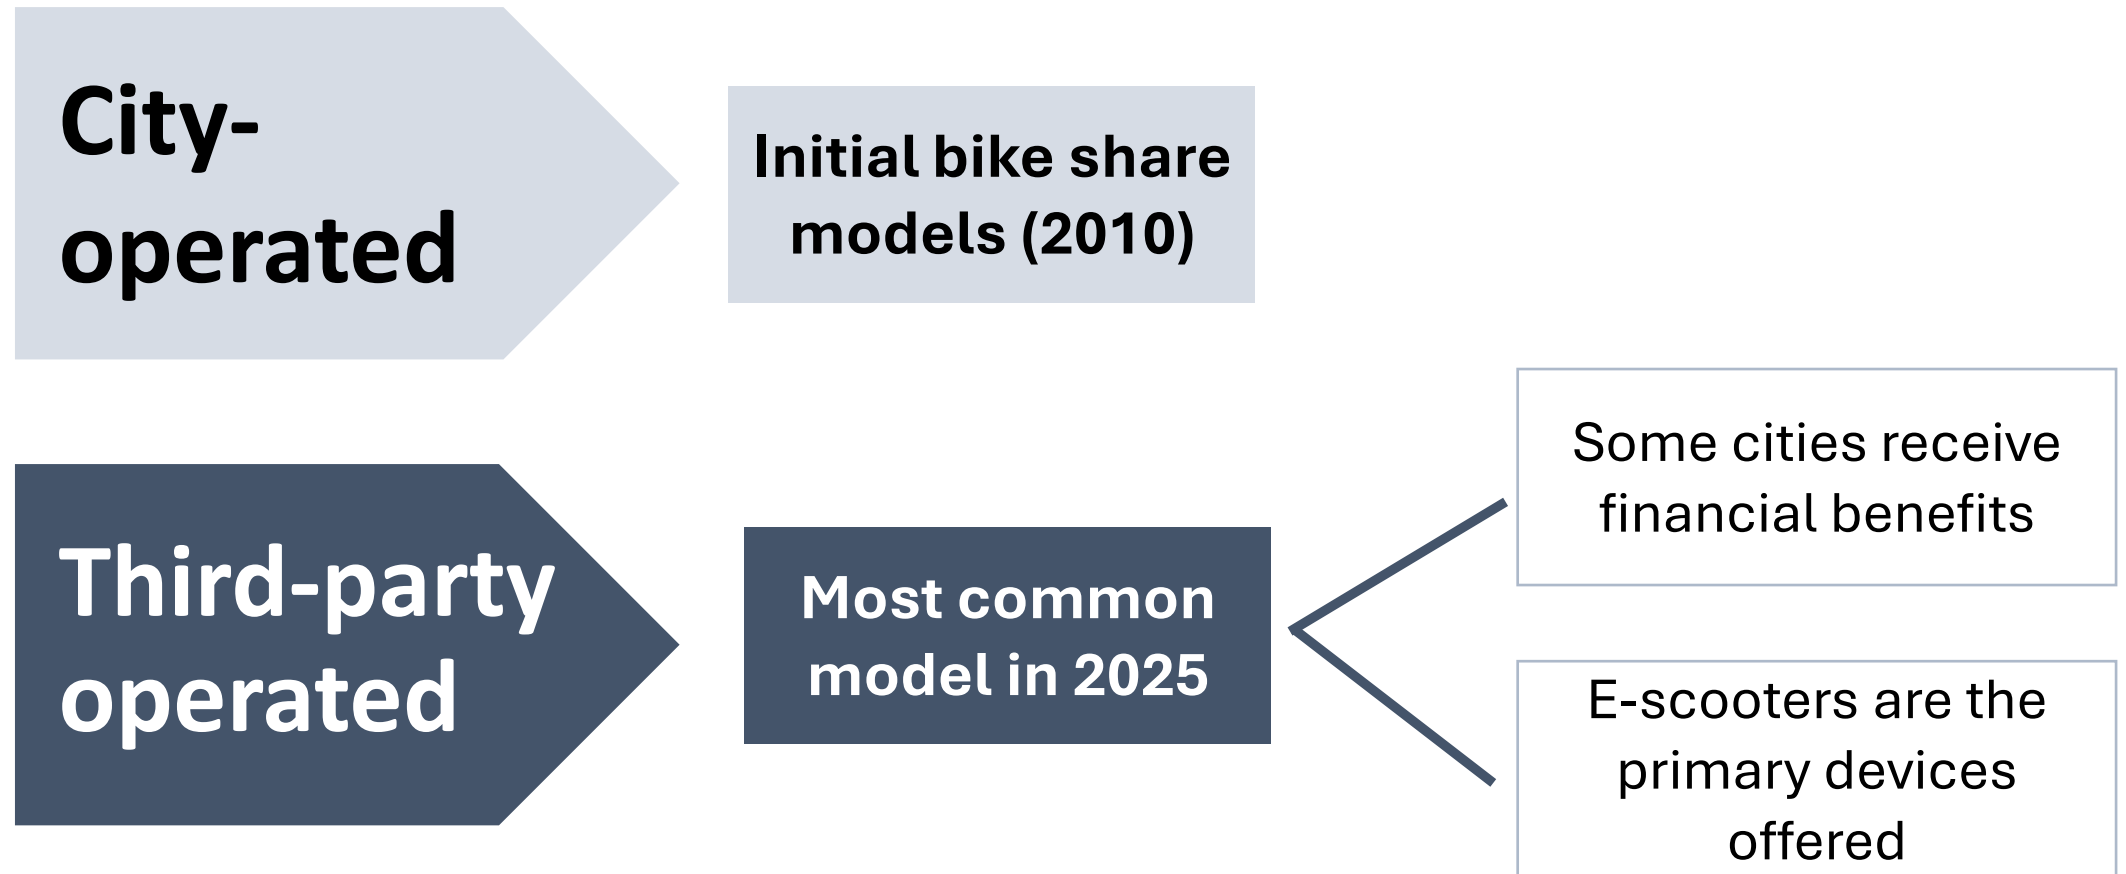 City-
operated
Initial bike share
models (2010)
Third-party
operated
Most common
model in 2025
Some cities receive
financial benefits
E-scooters are the
primary devices
offered